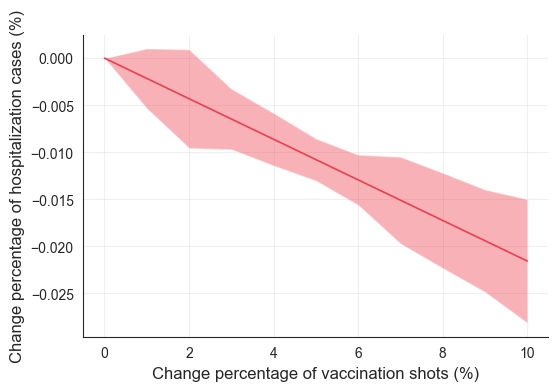 Change percentage of hospitalization cases (%)
0.000
−0.005
−0.010
−0.015
−0.020
−0.025
0 2 4 6 8 10
Change percentage of vaccination shots (%)